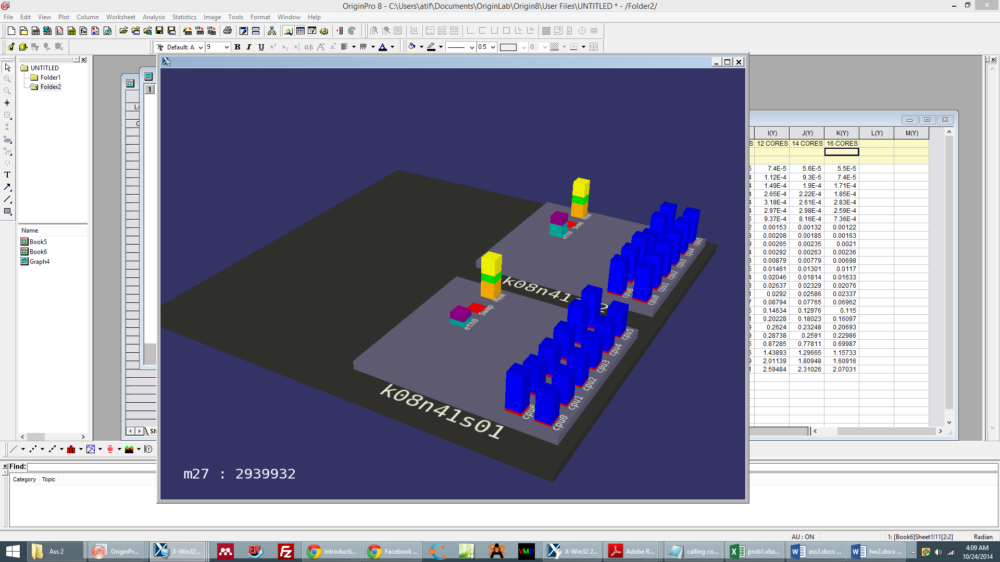 OriginPro 8 - C:\Users\atif\Documents\OriginLab\Origin8\User Files\UNTITLED * - /Folder2/
File Edit View Plot Column Worksheet Analysis Statistics Image Tools Format Window Help
Default: A 9 B I U 0.5 0
UNTITLED
Folder1
Folder2
1
I(Y) J(Y) K(Y) L(Y) M(Y)
S 12 CORES 14 CORES 16 CORES
7.4E-5 5.6E-5 5.5E-5
1.12E-4 9.3E-5 7.4E-5
1.49E-4 1.9E-4 1.71E-4
2.65E-4 2.22E-4 1.85E-4
3.18E-4 2.61E-4 2.83E-4
2.97E-4 2.98E-4 2.59E-4
9.37E-4 8.16E-4 7.36E-4
0.00153 0.00132 0.00122
0.00208 0.00185 0.00163
0.00265 0.00235 0.0021
0.00292 0.00263 0.00236
0.00879 0.00779 0.00698
0.01461 0.01301 0.0117
0.02046 0.01814 0.01633
0.02637 0.02329 0.02076
0.0292 0.02586 0.02337
0.08794 0.07765 0.06962
0.14634 0.12976 0.115
0.20228 0.18023 0.16097
0.2624 0.23248 0.20693
0.28738 0.2591 0.22986
0.87285 0.77811 0.69987
1.43893 1.29665 1.15733
2.01139 1.80948 1.60916
2.59484 2.31026 2.07031
Name
Book5
Book6
Graph4
Mem
Swap
eth0
cpu5
cpu4
cpu3
cpu2
cpu1
cpu6
cpu0
k08n41
Mem
Swap
eth0
cpu5
cpu4
cpu3
cpu2
cpu1
cpu6
cpu0
k08n41s01
m27 : 2939932
Find:
Category Topic
AU : ON 1: [Book6]Sheet1!11[2:2] Radian
Ass 2 OriginPr... X-Win32... EN Fz Introducti... Facebook ... 4 VMD X-Win32 2... Adobe R... calling co... prob1.xlsx... ass3.docx ... hw2.docx ...
4:09 AM
10/24/2014